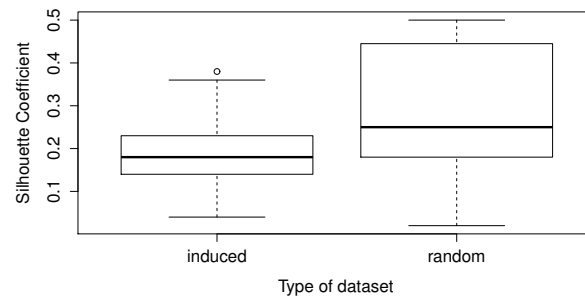 0.5
0.4
0.3
0.2
0.1
Silhouette Coefficient
induced
random
Type of dataset